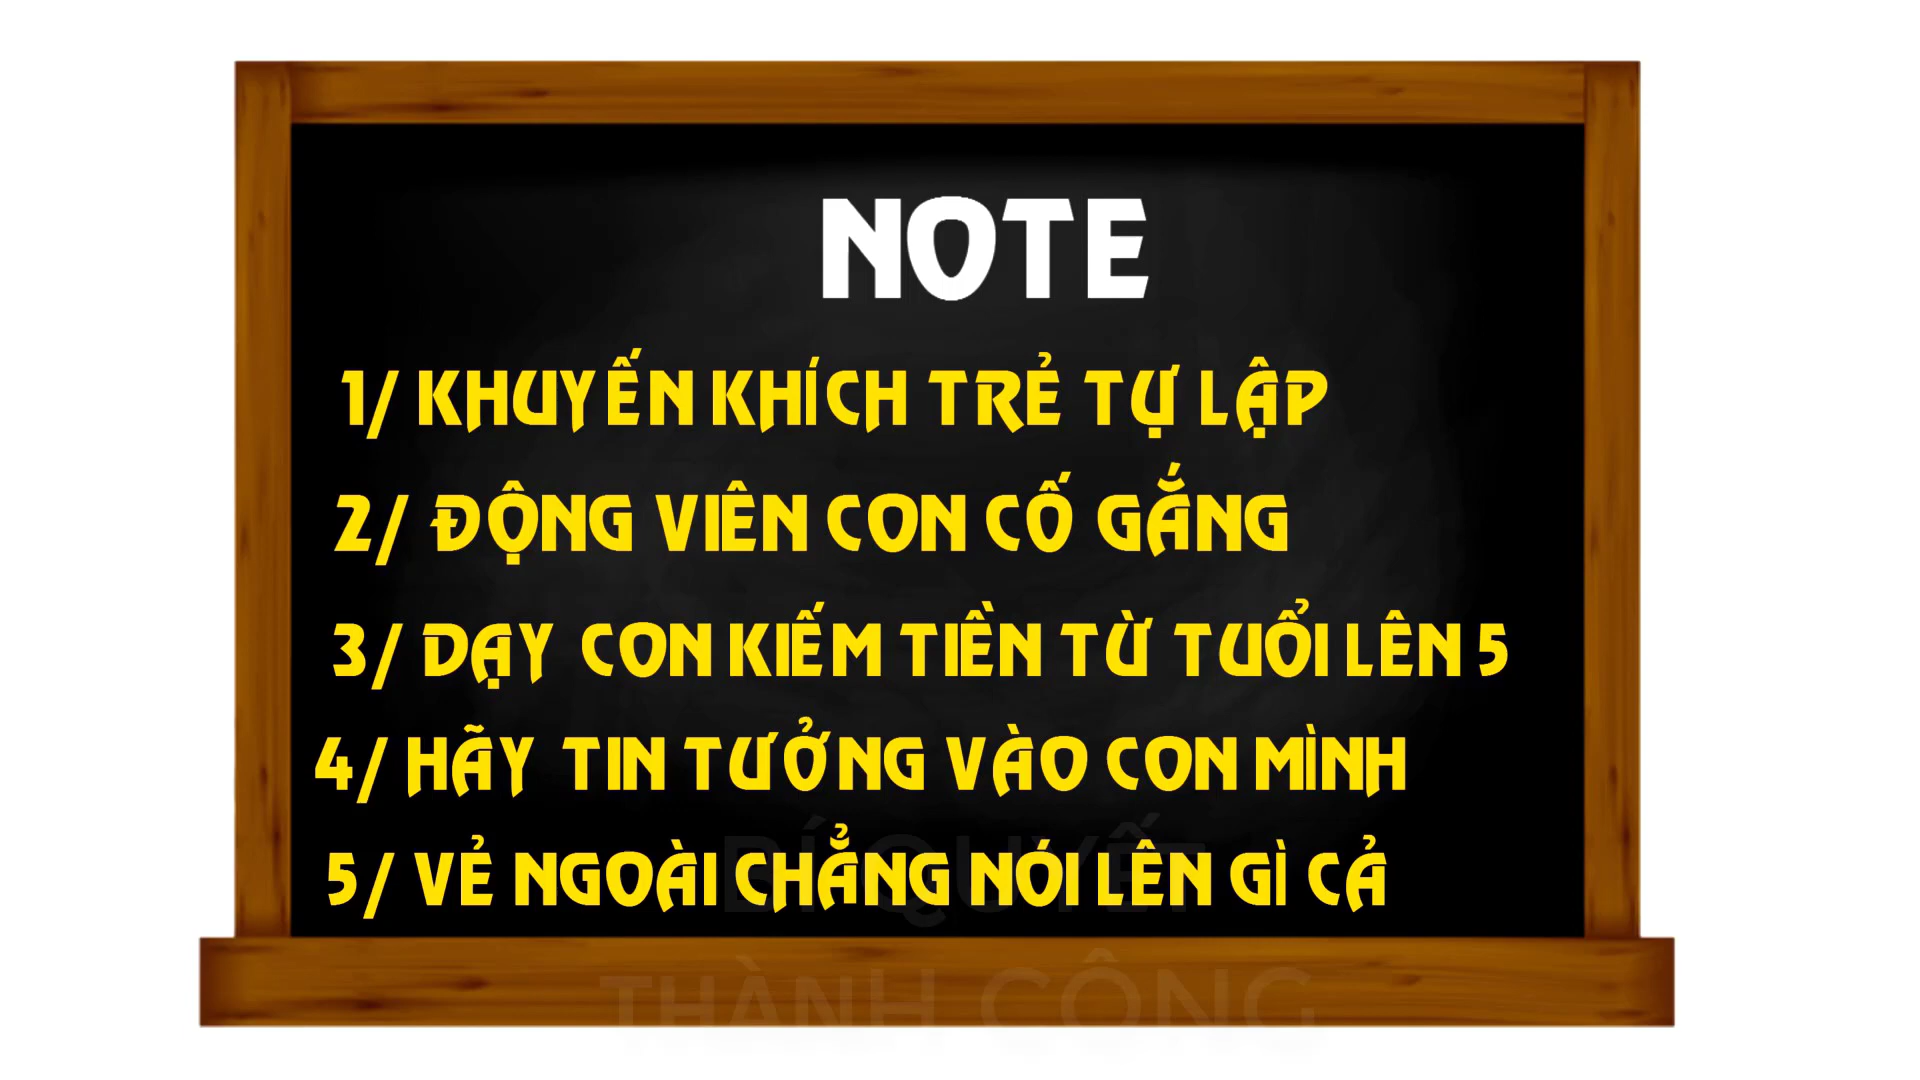 NOTE
1/ KHUYẾN KHÍCH TRẺ TỰ LẬP
2/ ĐỘNG VIÊN CON CỐ GẮNG
3/ DẠY CON KIẾM TIỀN TỪ TUỔI LÊN 5
4/ HÃY TIN TƯỞNG VÀO CON MÌNH
BÍ QUYẾT
5/ VẺ NGOÀI CHẲNG NÓI LÊN GÌ CẢ
THÀNH CÔNG